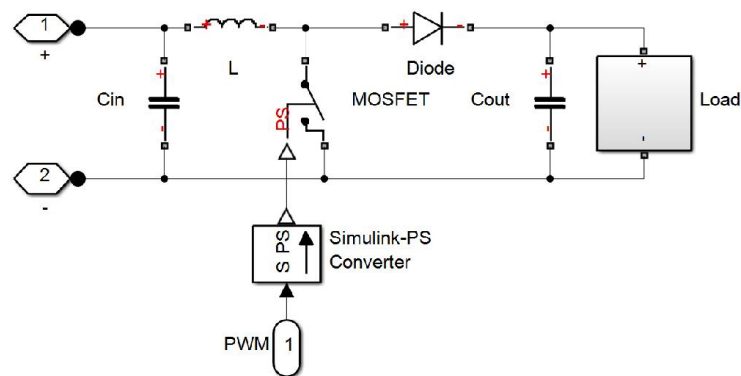 1
+
+
-
L
+
-
Diode
Cin
+
-
PS
MOSFET
Cout
+
-
+
-
Load
2
-
S PS
Simulink-PS
Converter
PWM
1